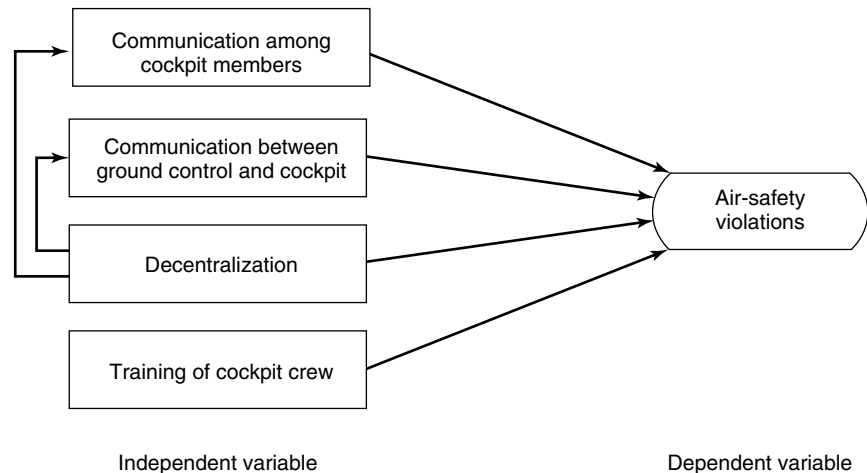 Communication among
cockpit members
Communication between
ground control and cockpit
Air-safety
violations
Decentralization
Training of cockpit crew
Independent variable
Dependent variable